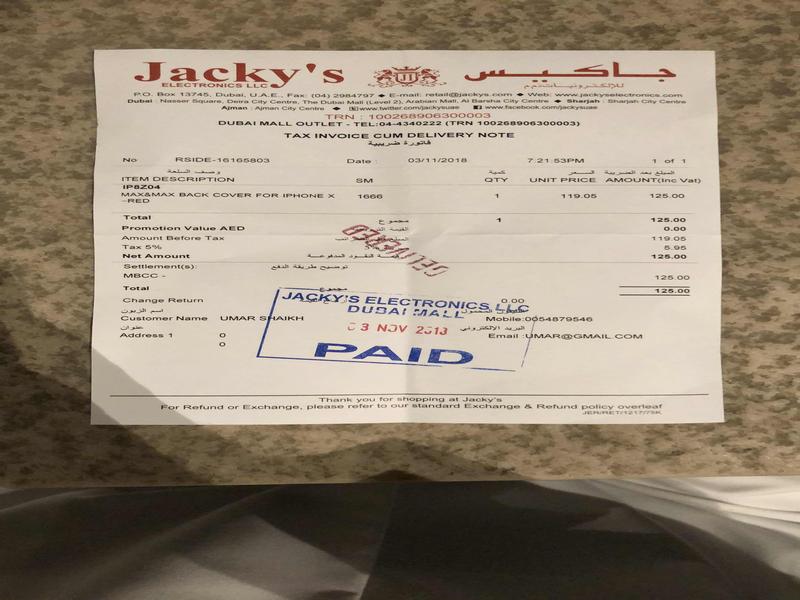 Jacky's جاكيس
ELECTRONICS LLC للإلكترونيات ذ.م.م
P.O. Box 13745, Dubai, U.A.E., Fax: (04) 2984797 ◆ E-mail: retail@jackys.com ◆ Web: www.jackyselectronics.com
Dubai : Nasser Square, Deira City Centre, The Dubai Mall (Level 2), Arabian Mall, Al Barsha City Centre ◆ Sharjah : Sharjah City Centre
Ajman : Ajman City Centre ◆ www.twitter.com/jackysuae www.facebook.com/jackysuae
TRN : 100268906300003
DUBAI MALL OUTLET - TEL:04-4340222 (TRN 100268906300003)
TAX INVOICE CUM DELIVERY NOTE
فاتورة ضريبية
No RSIDE-16165803 Date : 03/11/2018 7:21:53PM 1 of 1
وصف السلعة كمية السعر المبلغ بعد الضريبة
ITEM DESCRIPTION SM QTY UNIT PRICE AMOUNT(Inc Vat)
IP8Z04
MAX&MAX BACK COVER FOR IPHONE X 1666 1 119.05 125.00
-RED
Total مجموع 1 125.00
Promotion Value AED 0.00
Amount Before Tax 119.05
Tax 5% 5.95
Net Amount النقود المدفوعة 125.00
Settlement(s): توضيح طريقة الدفع
MBCC - 125.00
Total مجموع 125.00
Change Return 0.00
اسم الزبون
Customer Name UMAR SHAIKH Mobile:0054879546
عنوان البريد الإلكتروني
Address 1 0 Email :UMAR@GMAIL.COM
0
DELIVERED
JACKY'S ELECTRONICS LLC
DUBAI MALL
03 NOV 2018
PAID
Thank you for shopping at Jacky's
For Refund or Exchange, please refer to our standard Exchange & Refund policy overleaf
JER/RET/1217/75K